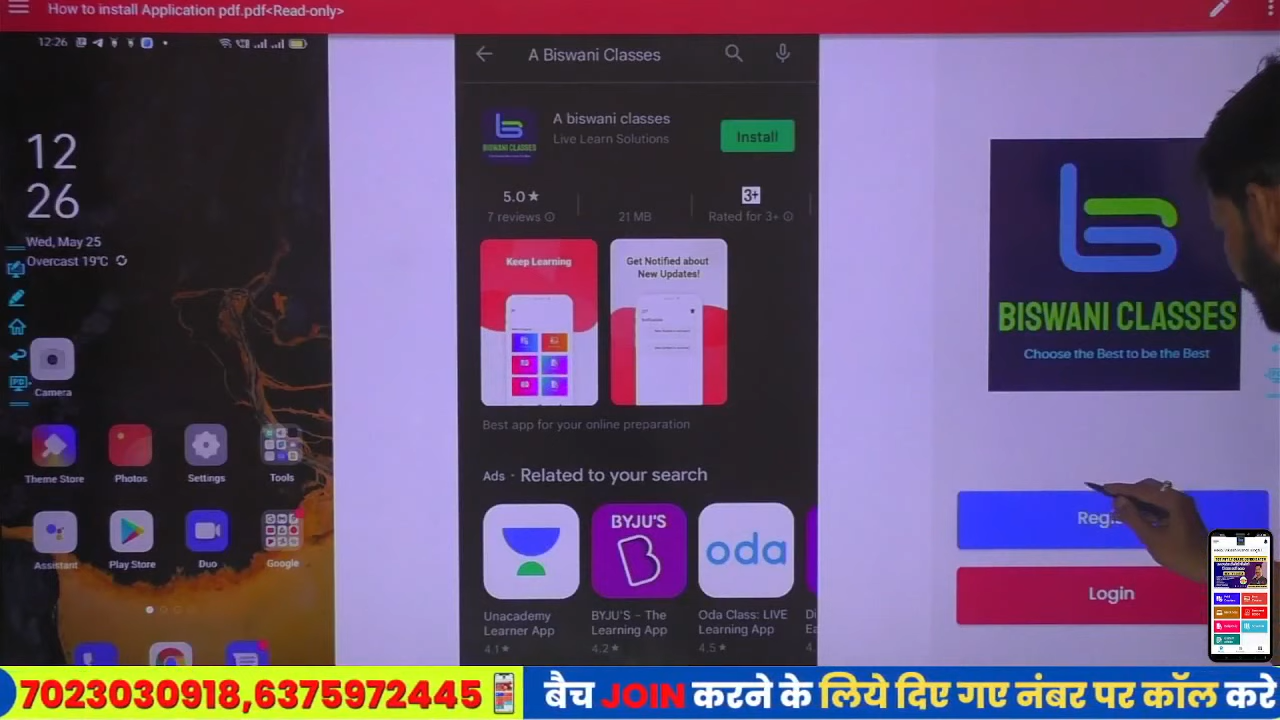 How to install Application pdf.pdf<Read-only>
12:26
12
26
Wed, May 25
Overcast 19°C
Camera
Theme Store
Photos
Settings
Tools
Assistant
Play Store
Duo
Google
A Biswani Classes
A biswani classes
Live Learn Solutions
Install
BISWANI CLASSES
5.0★
7 reviews
21 MB
3+
Rated for 3+
Keep Learning
Get Notified about
New Updates!
Best app for your online preparation
Ads · Related to your search
BYJU'S
oda
Unacademy
Learner App
4.1★
BYJU'S – The
Learning App
4.2★
Oda Class: LIVE
Learning App
4.5★
BISWANI CLASSES
Choose the Best to be the Best
Login
7023030918,6375972445
बैच JOIN करने के लिये दिए गए नंबर पर कॉल करे